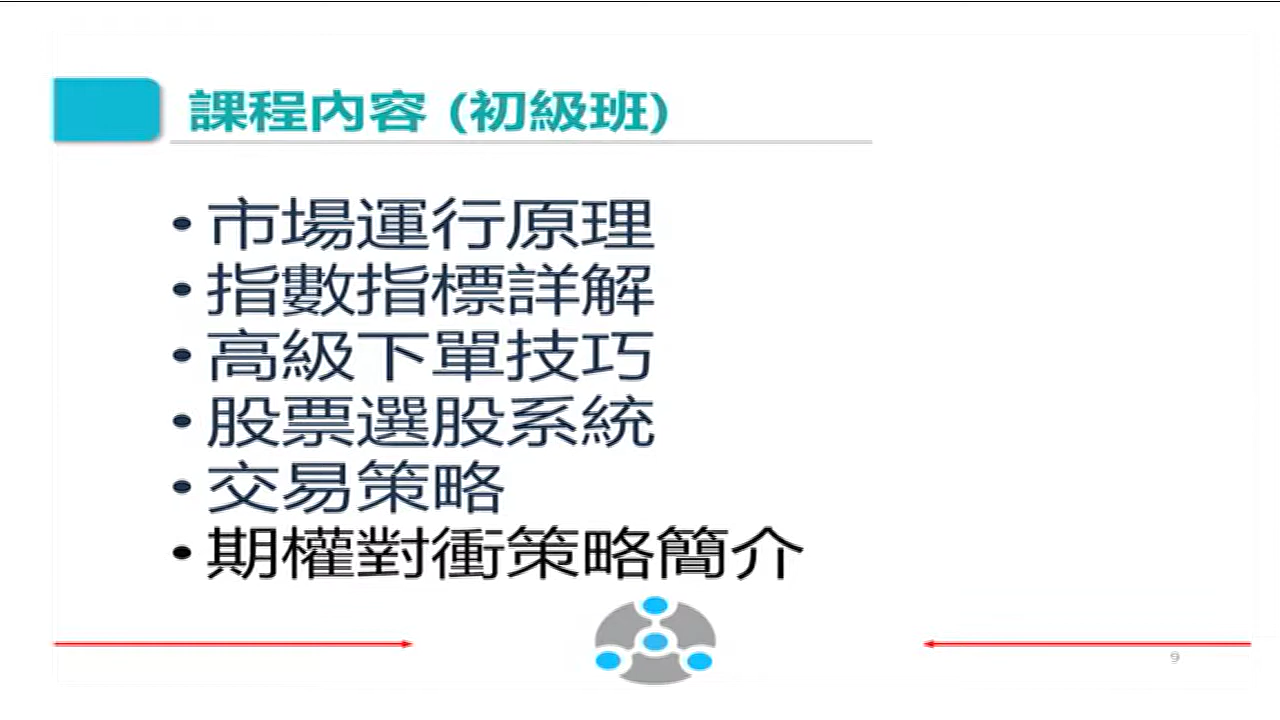 課程內容 (初級班)
• 市場運行原理
• 指數指標詳解
• 高級下單技巧
• 股票選股系統
• 交易策略
• 期權對衝策略簡介
9